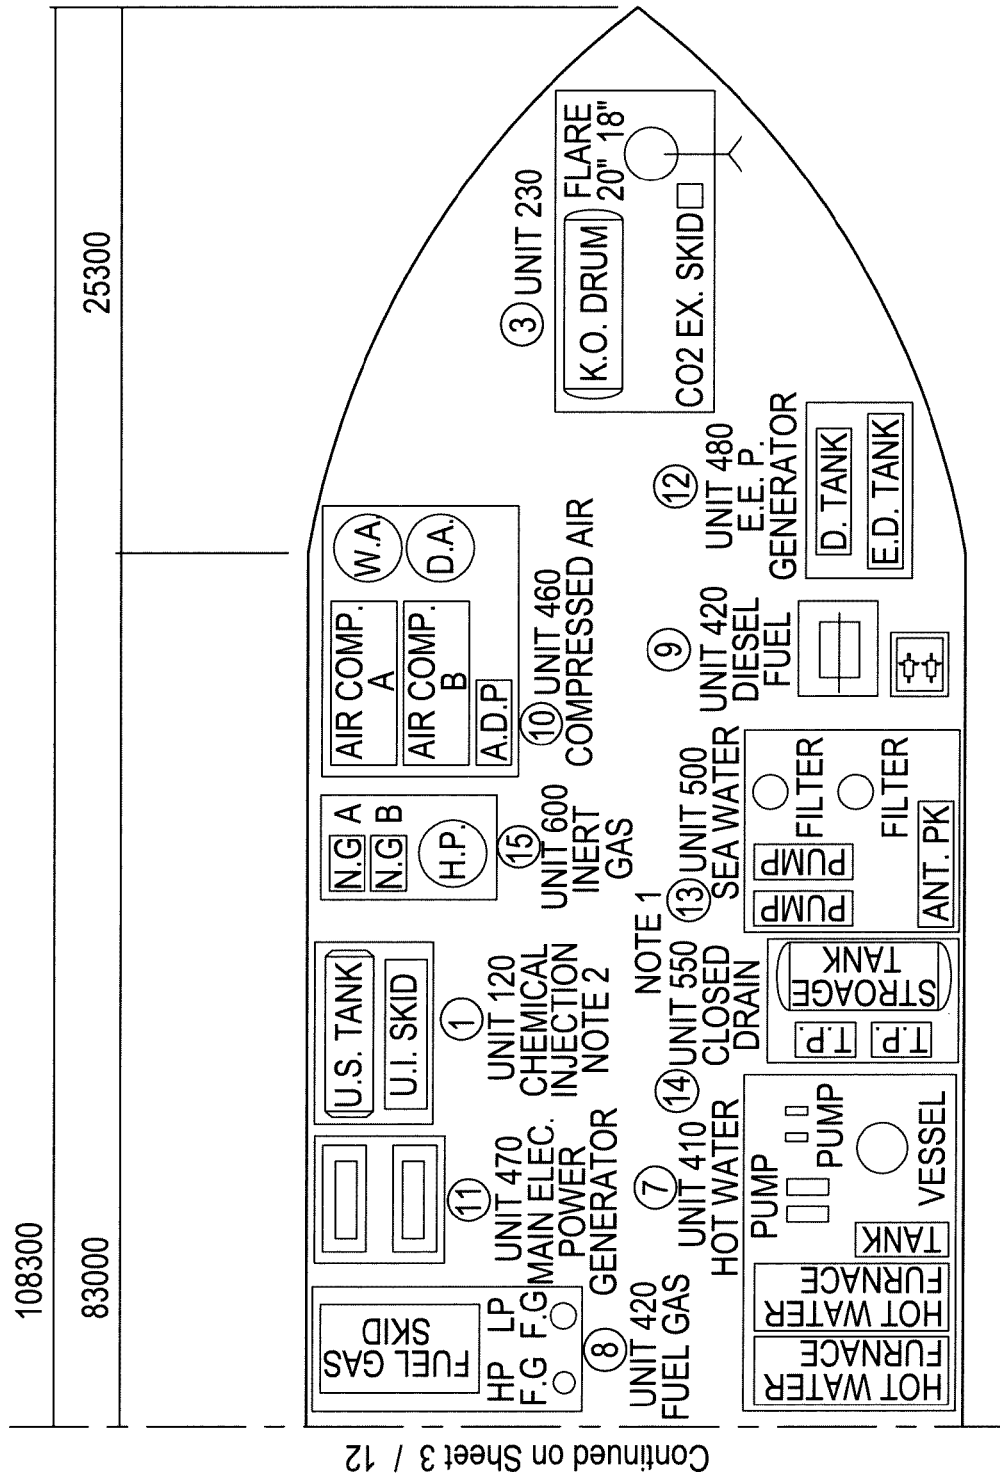 108300
83000
25300
FUEL GAS
SKID
HP
F.G
LP
F.G
8
UNIT 420
FUEL GAS
11
UNIT 470
MAIN ELEC.
POWER
GENERATOR
U.S. TANK
U.I. SKID
1
UNIT 120
CHEMICAL
INJECTION
NOTE 2
N.G A
N.G B
H.P.
15
UNIT 600
INERT
GAS
AIR COMP.
A
AIR COMP.
B
A.D.P
W.A.
D.A.
10 UNIT 460
COMPRESSED AIR
3 UNIT 230
K.O. DRUM
FLARE
20" 18"
CO2 EX. SKID
7
UNIT 410
HOT WATER
HOT WATER
FURNACE
HOT WATER
FURNACE
TANK
PUMP
PUMP
VESSEL
NOTE 1
14 UNIT 550
CLOSED
DRAIN
T.P.
T.P.
STROAGE
TANK
13 UNIT 500
SEA WATER
PUMP
PUMP
FILTER
FILTER
ANT. PK
9
UNIT 420
DIESEL
FUEL
12
UNIT 480
E.E. P.
GENERATOR
D. TANK
E.D. TANK
Continued on Sheet 3 / 12